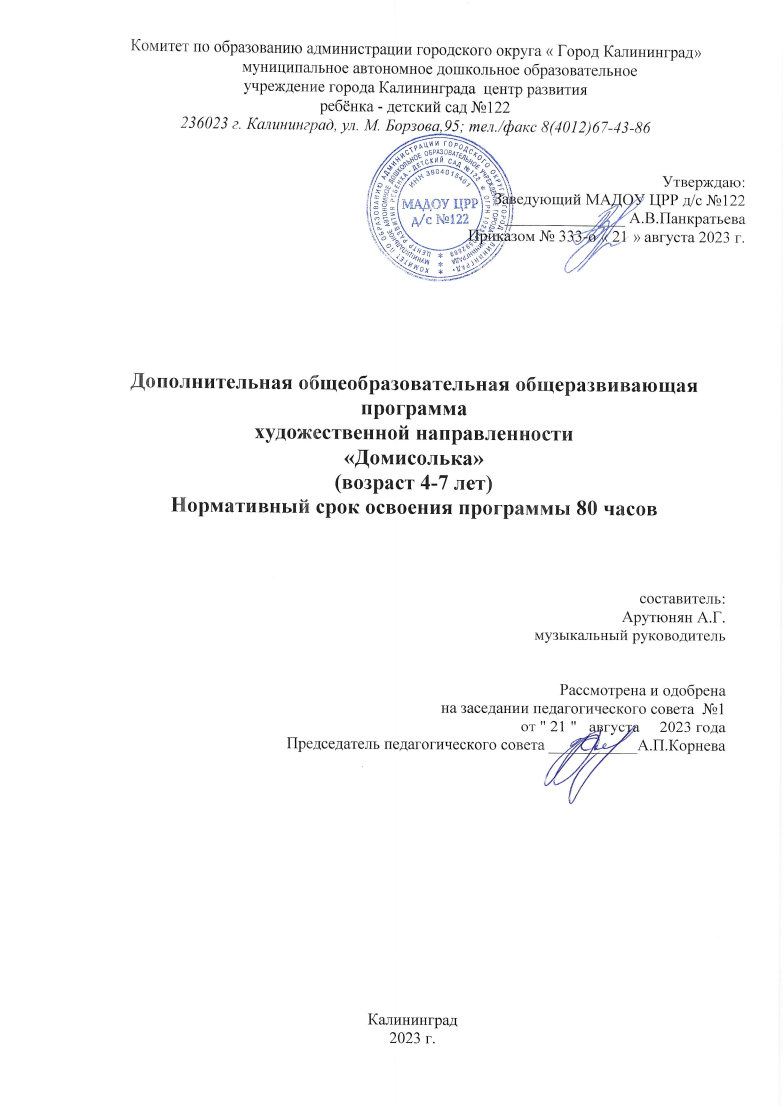 Комитет по образованию администрации городского округа « Город Калининград»
муниципальное автономное дошкольное образовательное
учреждение города Калининграда центр развития
ребёнка - детский сад №122
236023 г. Калининград, ул. М. Борзова,95; тел./факс 8(4012)67-43-86
МАДОУ ЦРР
д/с №122
Утверждаю:
Заведующий МАДОУ ЦРР д/с №122
_______________ А.В.Панкратьева
Приказом № 333-о « 21 » августа 2023 г.
Дополнительная общеобразовательная общеразвивающая
программа
художественной направленности
«Домисолька»
(возраст 4-7 лет)
Нормативный срок освоения программы 80 часов
составитель:
Арутюнян А.Г.
музыкальный руководитель
Рассмотрена и одобрена
на заседании педагогического совета №1
от " 21 " августа 2023 года
Председатель педагогического совета ___________А.П.Корнева
Калининград
2023 г.